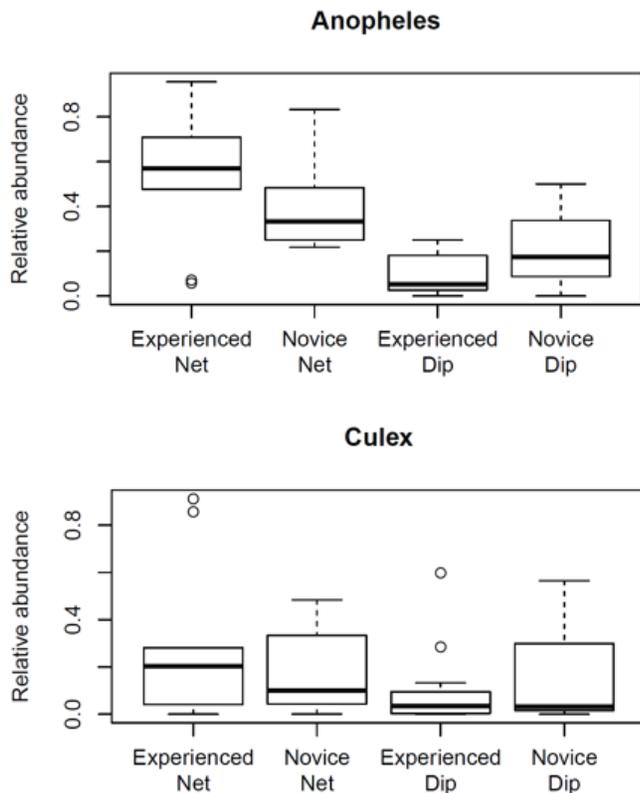 Anopheles
Relative abundance
0.8
0.4
0.0
Experienced Novice Experienced Novice
Net Net Dip Dip
Culex
Relative abundance
0.8
0.4
0.0
Experienced Novice Experienced Novice
Net Net Dip Dip